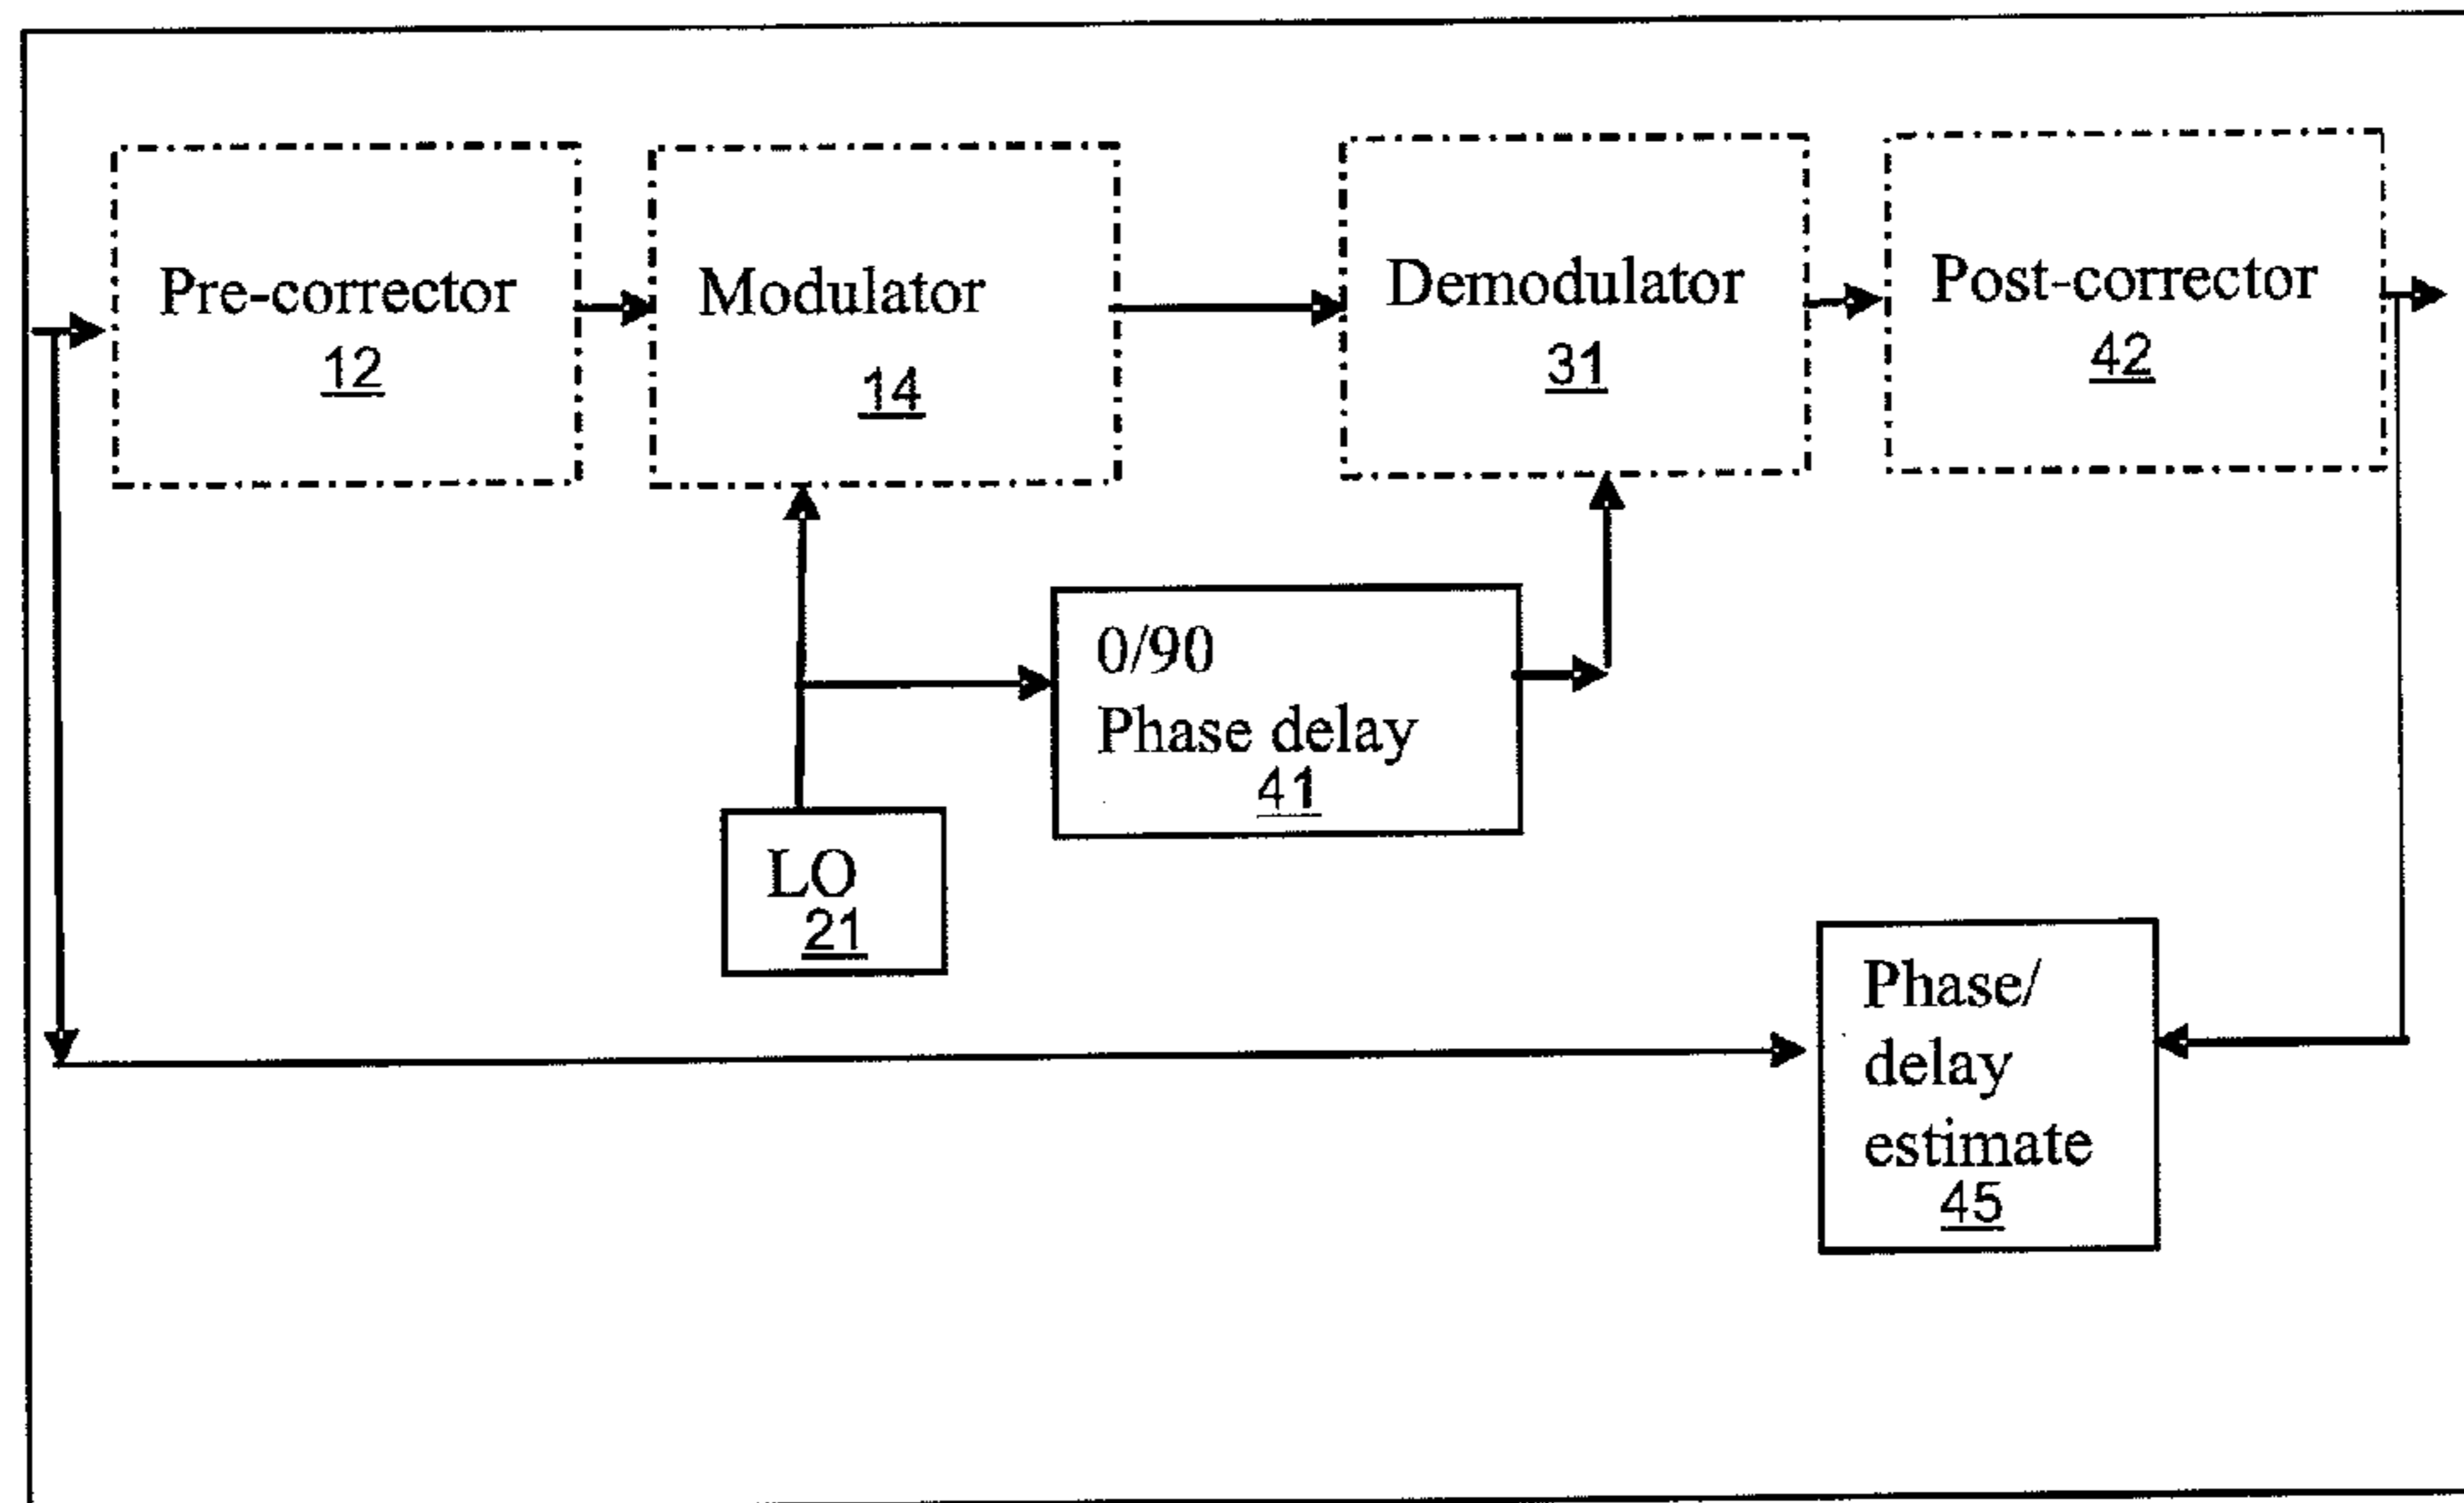 Pre-corrector
12
Modulator
14
Demodulator
31
Post-corrector
42
0/90
Phase delay
41
LO
21
Phase/
delay
estimate
45